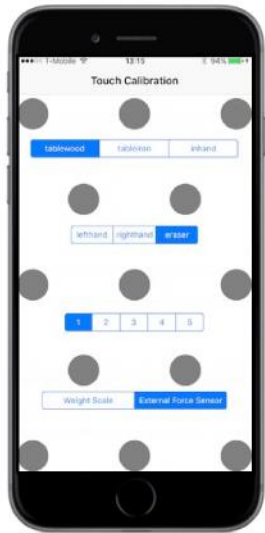 T-Mobile 13:15 94%
Touch Calibration
tablewood tableiron inhand
lefthand righthand eraser
1 2 3 4 5
Weight Scale External Force Sensor